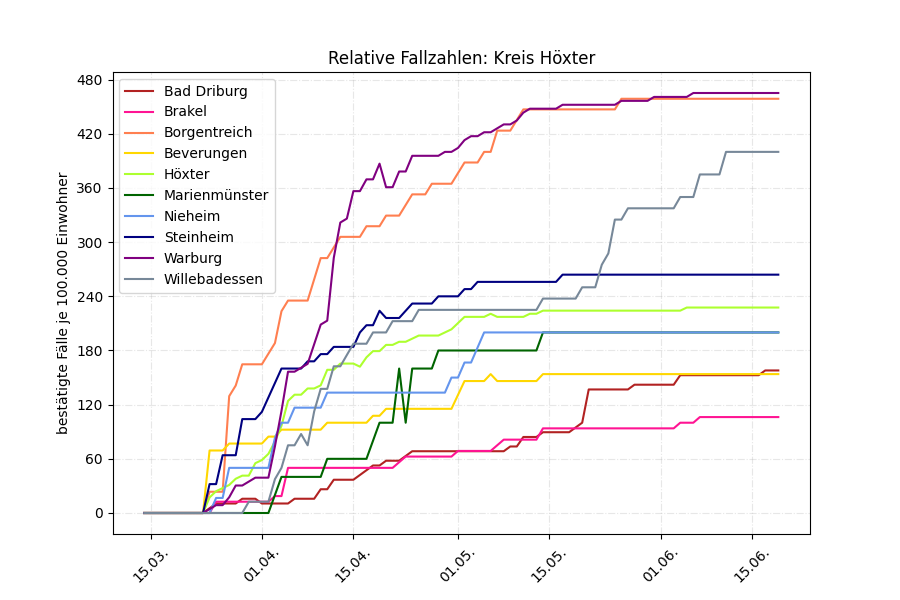 Relative Fallzahlen: Kreis Höxter
bestätigte Fälle je 100.000 Einwohner
480
420
360
300
240
180
120
60
0
Bad Driburg
Brakel
Borgentreich
Beverungen
Höxter
Marienmünster
Nieheim
Steinheim
Warburg
Willebadessen
15.03.
01.04.
15.04.
01.05.
15.05.
01.06.
15.06.